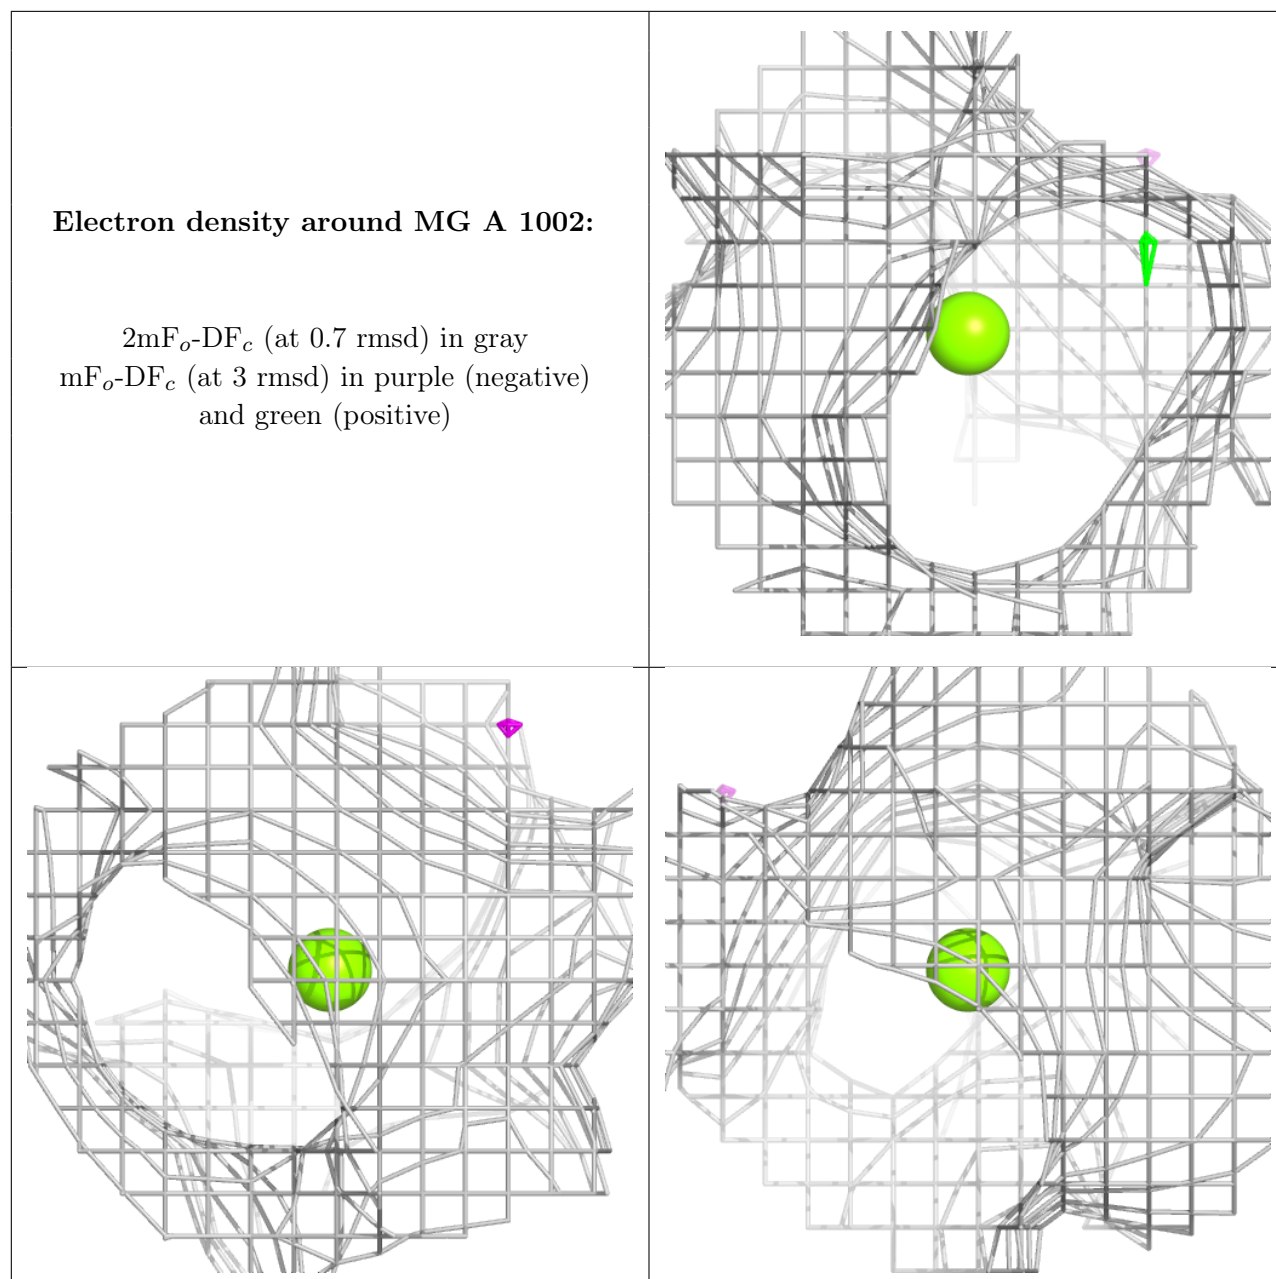 Electron density around MG A 1002:
2mFo-DFc (at 0.7 rmsd) in gray
mFo-DFc (at 3 rmsd) in purple (negative)
and green (positive)